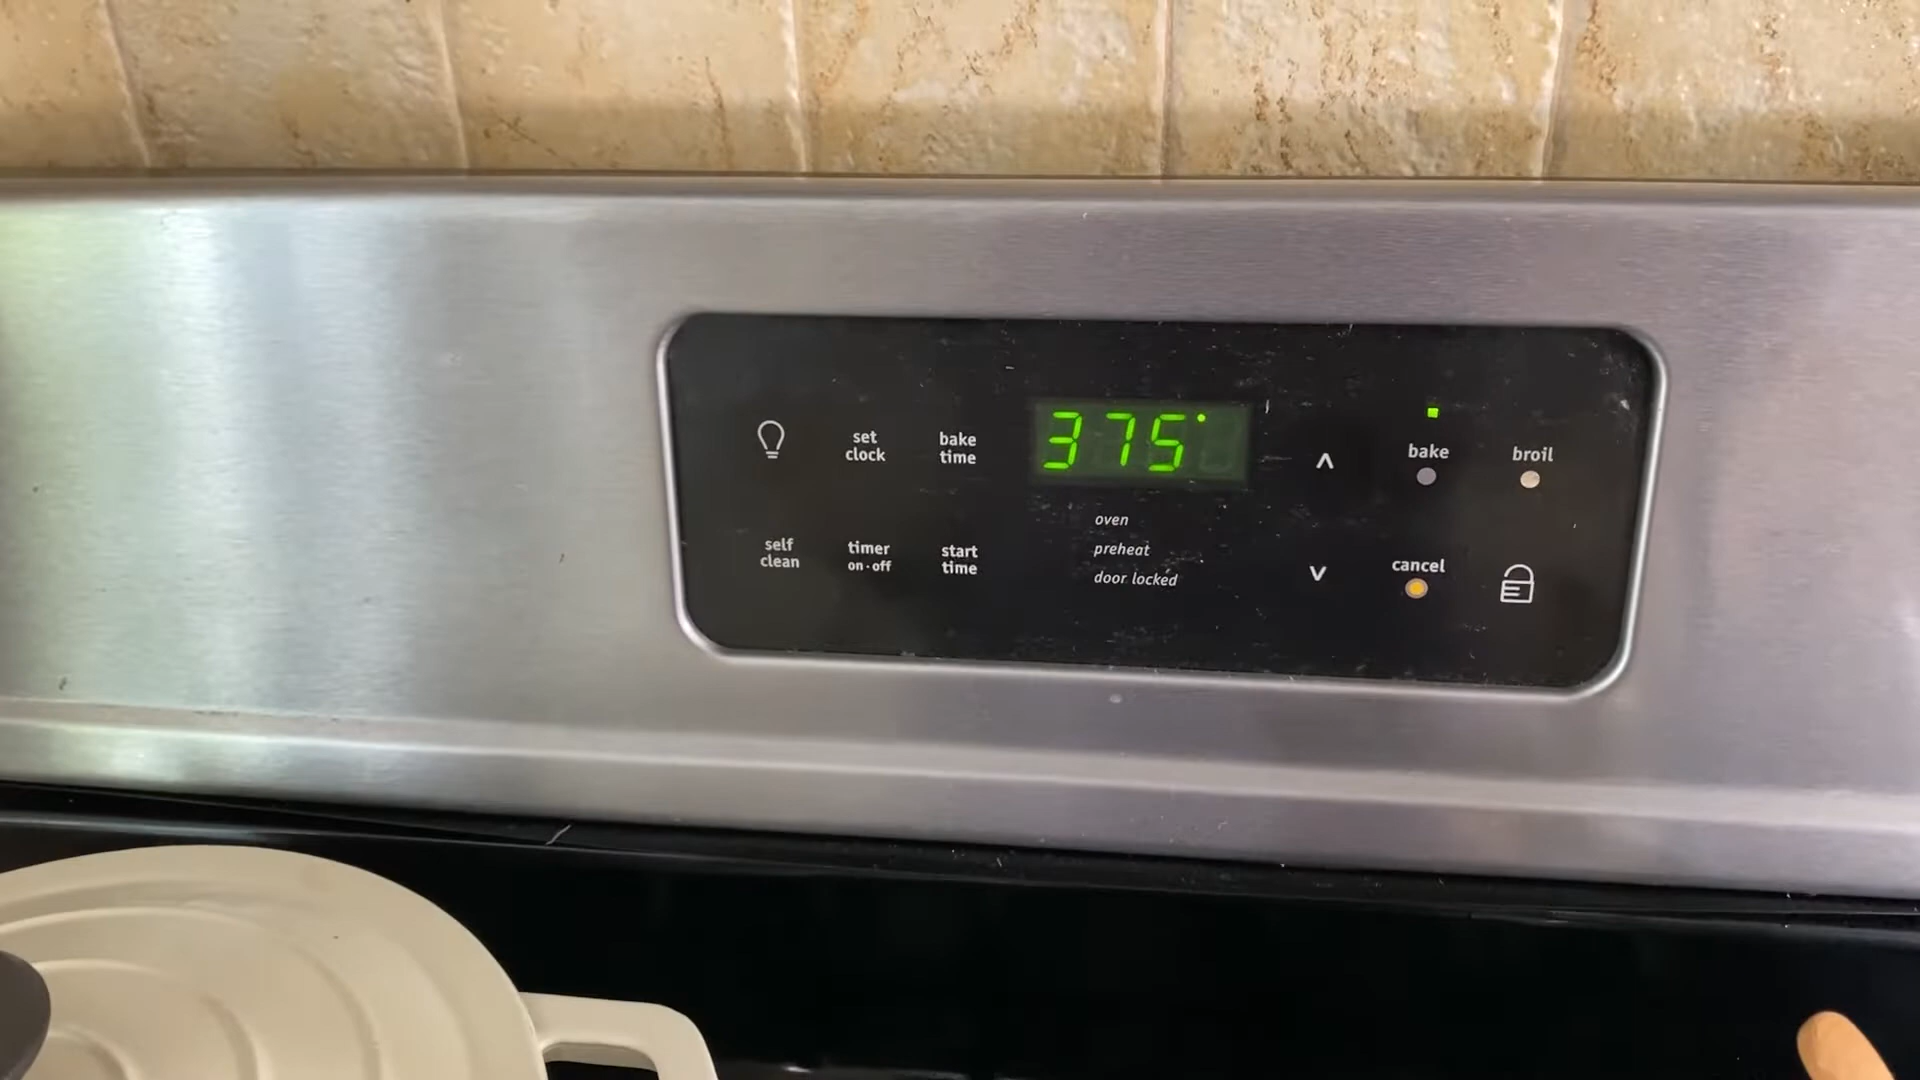 set
clock
bake
time
375°
bake
broil
self
clean
timer
on·off
start
time
oven
preheat
door locked
cancel